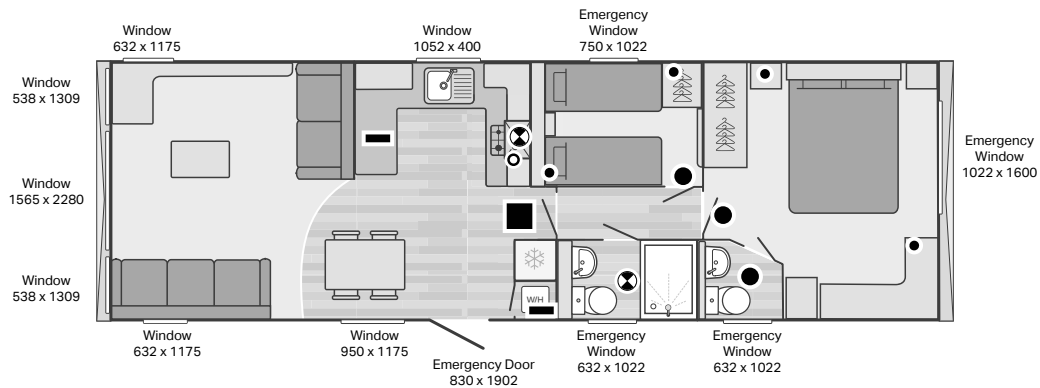 Window
632 x 1175
Window
1052 x 400
Emergency
Window
750 x 1022
Window
538 x 1309
Window
1565 x 2280
Window
538 x 1309
Emergency
Window
1022 x 1600
W/H
Window
632 x 1175
Window
950 x 1175
Emergency Door
830 x 1902
Emergency
Window
632 x 1022
Emergency
Window
632 x 1022